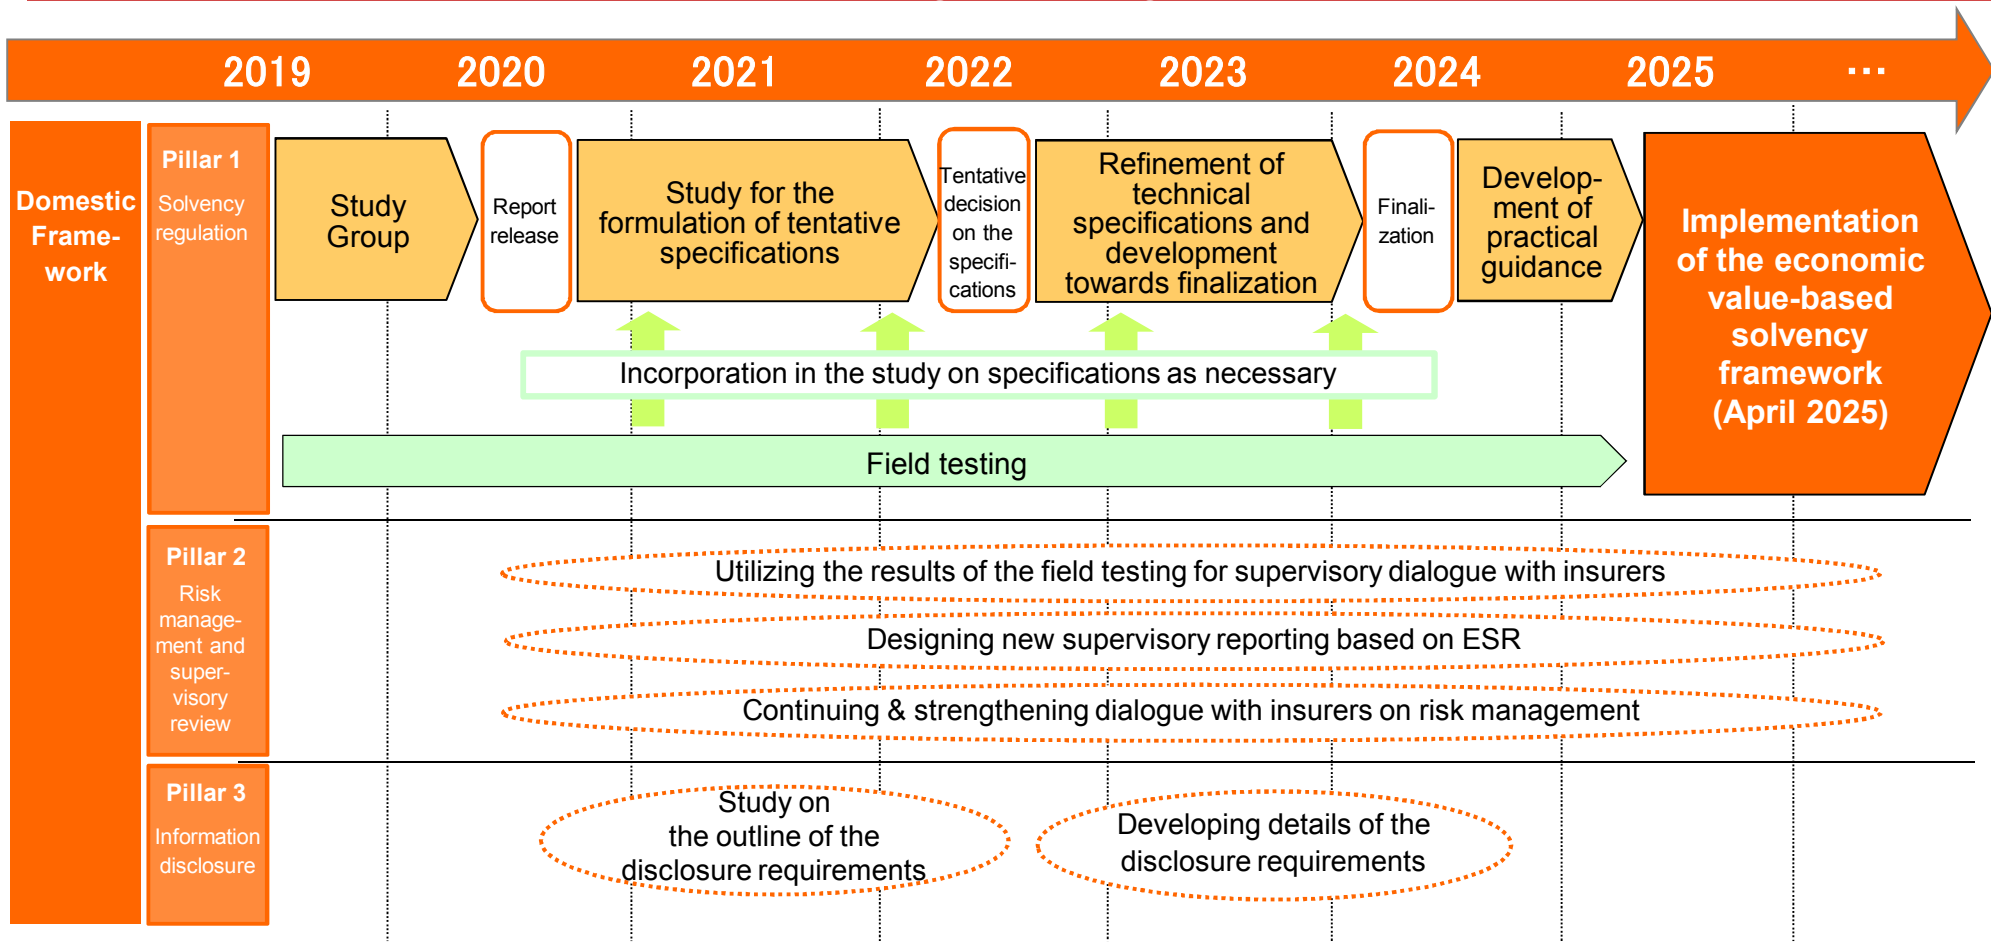 2019 2020 2021 2022 2023 2024 2025 …
Domestic
Frame-
work
Pillar 1
Solvency
regulation
Study
Group
Report
release
Study for the
formulation of tentative
specifications
Tentative
decision
on the
specifi-
cations
Refinement of
technical
specifications and
development
towards finalization
Finali-
zation
Develop-
ment of
practical
guidance
Implementation
of the economic
value-based
solvency
framework
(April 2025)
Incorporation in the study on specifications as necessary
Field testing
Pillar 2
Risk
manage-
ment and
super-
visory
review
Utilizing the results of the field testing for supervisory dialogue with insurers
Designing new supervisory reporting based on ESR
Continuing & strengthening dialogue with insurers on risk management
Pillar 3
Information
disclosure
Study on
the outline of the
disclosure requirements
Developing details of the
disclosure requirements